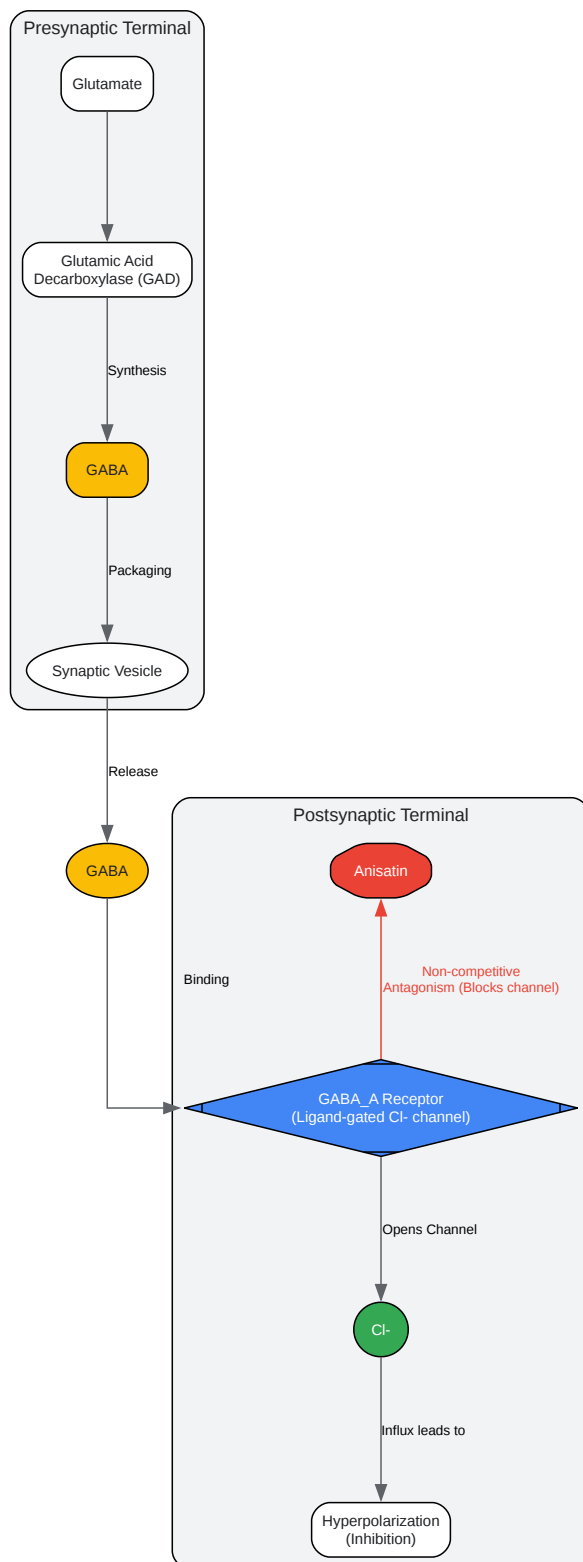 Presynaptic Terminal
Glutamate
Glutamic Acid
Decarboxylase (GAD)
Synthesis
GABA
Packaging
Synaptic Vesicle
Release
GABA
Binding
Postsynaptic Terminal
Anisatin
Non-competitive
Antagonism (Blocks channel)
GABA_A Receptor
(Ligand-gated Cl- channel)
Opens Channel
Cl-
Influx leads to
Hyperpolarization
(Inhibition)